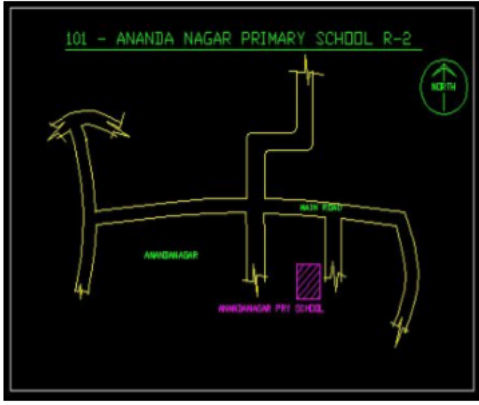 101 - ANANDA NAGAR PRIMARY SCHOOL R-2
NORTH
MAIN ROAD
ANANDANAGAR
ANANDANAGAR PRY SCHOOL